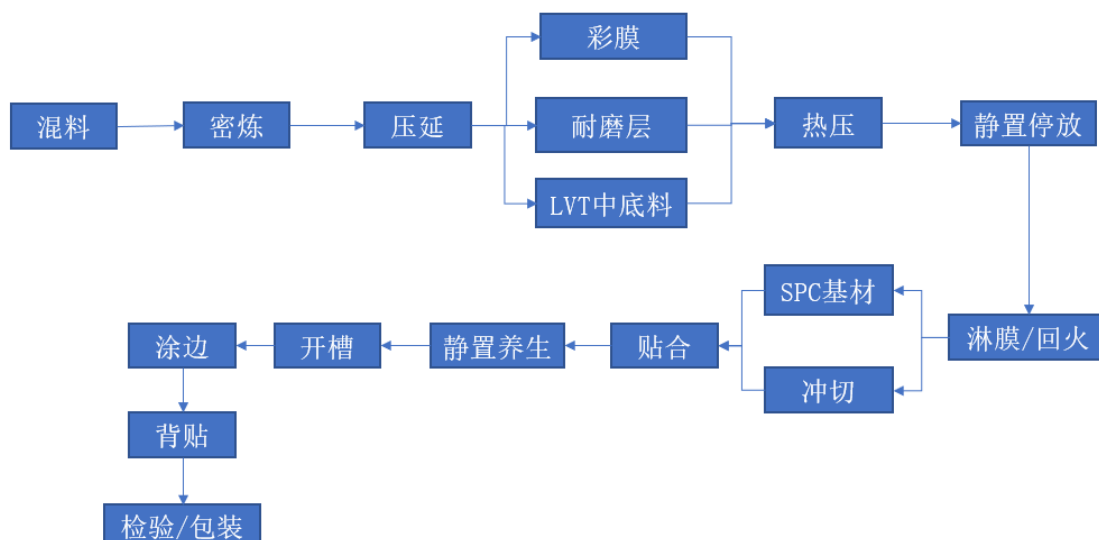 混料
密炼
压延
彩膜
耐磨层
LVT中底料
热压
静置停放
淋膜/回火
SPC基材
冲切
贴合
静置养生
开槽
涂边
背贴
检验/包装